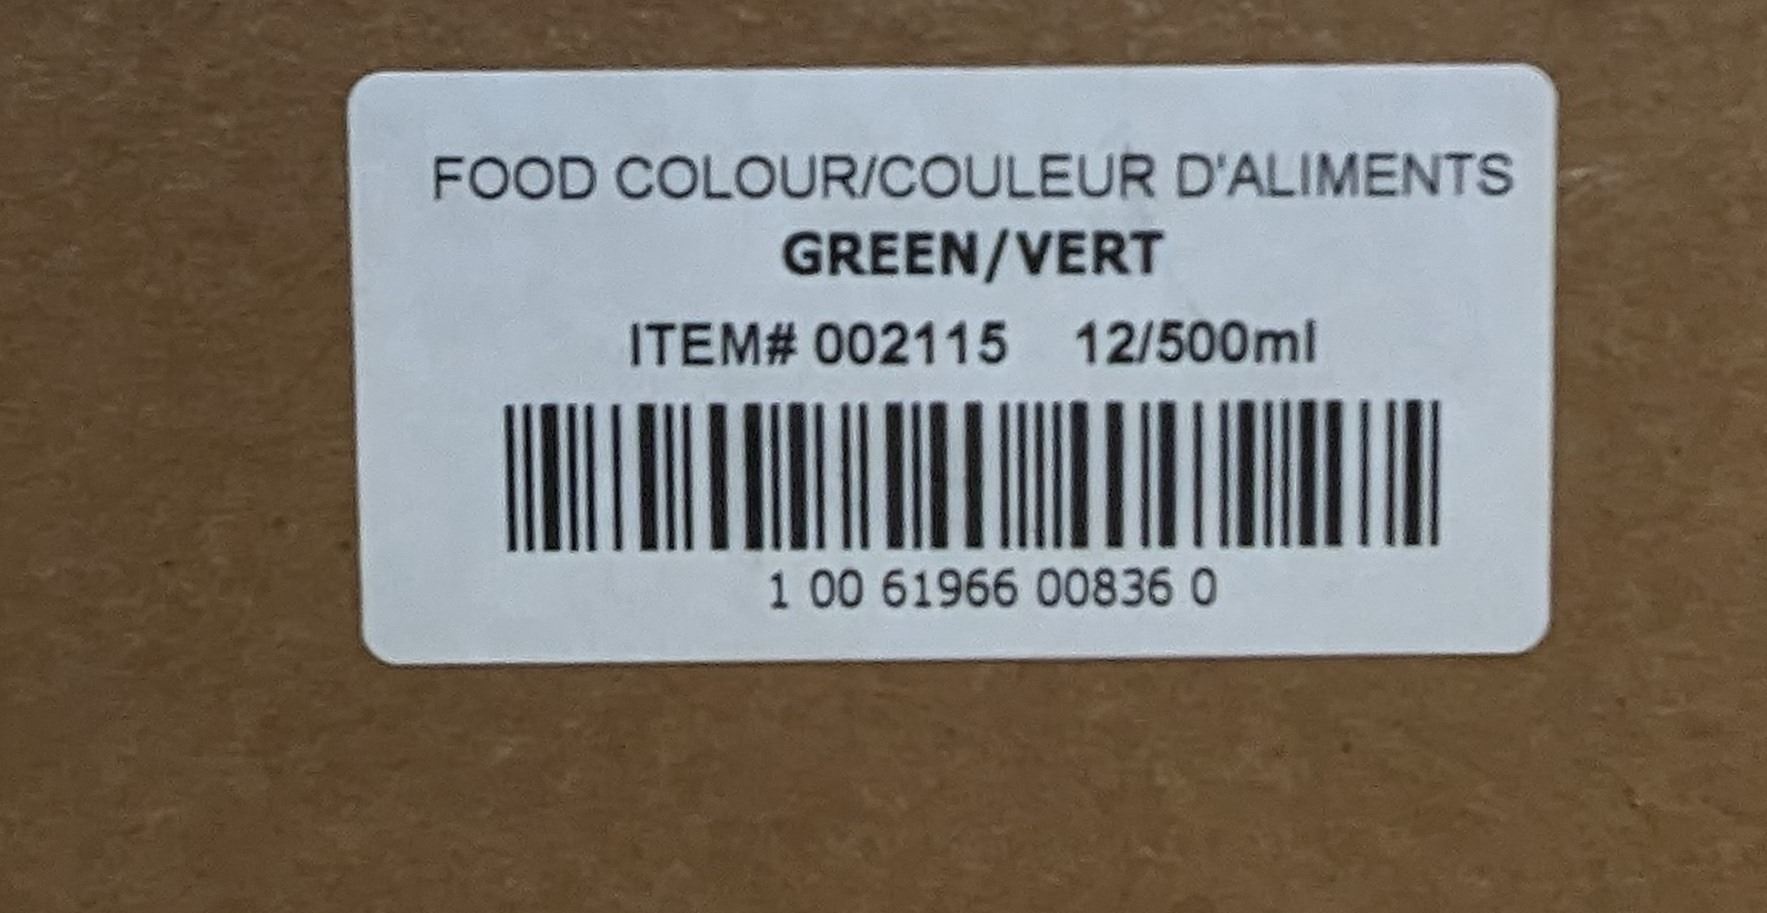 FOOD COLOUR/COULEUR D'ALIMENTS
GREEN/VERT
ITEM# 002115 12/500ml
1 00 61966 00836 0